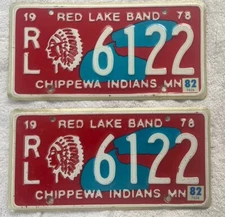 19 RED LAKE BAND 78
RL 6122
CHIPPEWA INDIANS MN 82
19 RED LAKE BAND 78
RL 6122
CHIPPEWA INDIANS MN 82